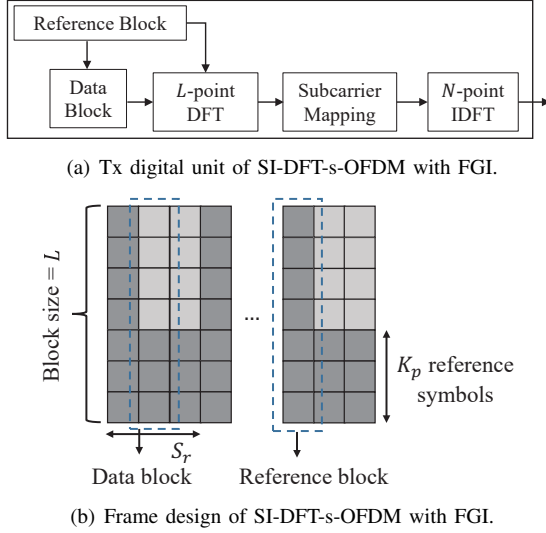 Reference Block
Data
Block
L-point
DFT
Subcarrier
Mapping
N-point
IDFT
(a) Tx digital unit of SI-DFT-s-OFDM with FGI.
Block size = L
...
K_p reference
symbols
S_r
Data block
Reference block
(b) Frame design of SI-DFT-s-OFDM with FGI.